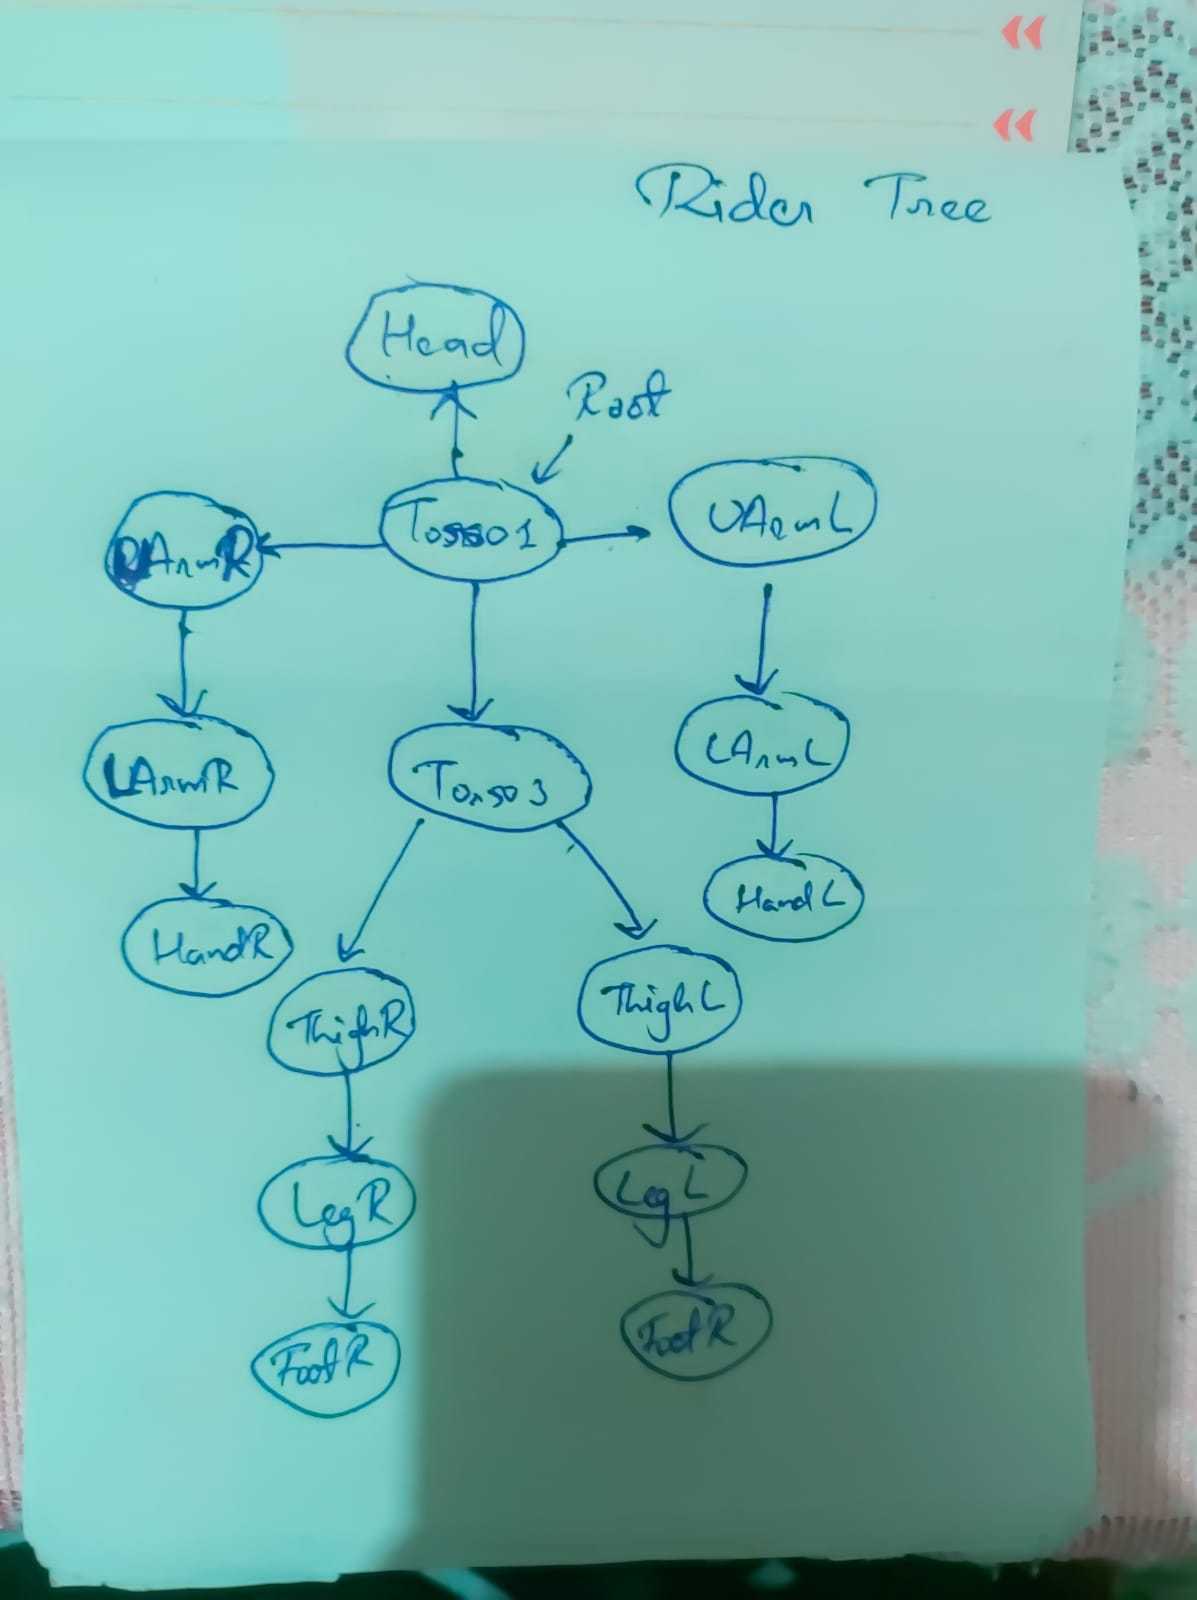 Rider Tree
Head
Root
Torso1
UArmL
UArmR
LArmL
LArmR
Torso3
HandL
HandR
ThighL
ThighR
LegL
LegR
FootR
FootR